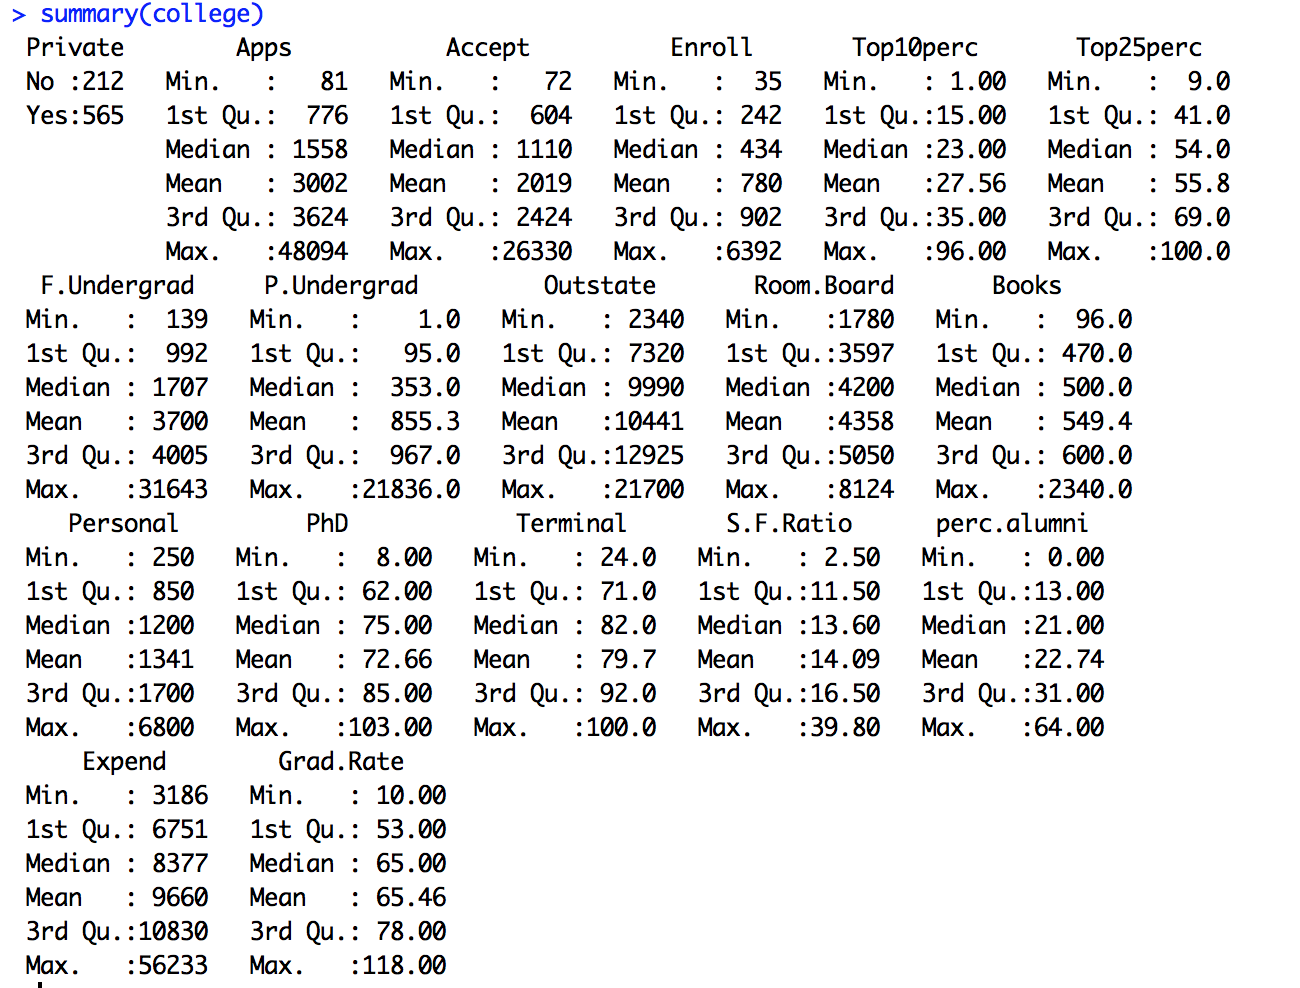 > summary(college)
Private Apps Accept Enroll Top10perc Top25perc
No :212 Min. : 81 Min. : 72 Min. : 35 Min. : 1.00 Min. : 9.0
Yes:565 1st Qu.: 776 1st Qu.: 604 1st Qu.: 242 1st Qu.:15.00 1st Qu.: 41.0
Median : 1558 Median : 1110 Median : 434 Median :23.00 Median : 54.0
Mean : 3002 Mean : 2019 Mean : 780 Mean :27.56 Mean : 55.8
3rd Qu.: 3624 3rd Qu.: 2424 3rd Qu.: 902 3rd Qu.:35.00 3rd Qu.: 69.0
Max. :48094 Max. :26330 Max. :6392 Max. :96.00 Max. :100.0
F.Undergrad P.Undergrad Outstate Room.Board Books
Min. : 139 Min. : 1.0 Min. : 2340 Min. :1780 Min. : 96.0
1st Qu.: 992 1st Qu.: 95.0 1st Qu.: 7320 1st Qu.:3597 1st Qu.: 470.0
Median : 1707 Median : 353.0 Median : 9990 Median :4200 Median : 500.0
Mean : 3700 Mean : 855.3 Mean :10441 Mean :4358 Mean : 549.4
3rd Qu.: 4005 3rd Qu.: 967.0 3rd Qu.:12925 3rd Qu.:5050 3rd Qu.: 600.0
Max. :31643 Max. :21836.0 Max. :21700 Max. :8124 Max. :2340.0
Personal PhD Terminal S.F.Ratio perc.alumni
Min. : 250 Min. : 8.00 Min. : 24.0 Min. : 2.50 Min. : 0.00
1st Qu.: 850 1st Qu.: 62.00 1st Qu.: 71.0 1st Qu.:11.50 1st Qu.:13.00
Median :1200 Median : 75.00 Median : 82.0 Median :13.60 Median :21.00
Mean :1341 Mean : 72.66 Mean : 79.7 Mean :14.09 Mean :22.74
3rd Qu.:1700 3rd Qu.: 85.00 3rd Qu.: 92.0 3rd Qu.:16.50 3rd Qu.:31.00
Max. :6800 Max. :103.00 Max. :100.0 Max. :39.80 Max. :64.00
Expend Grad.Rate
Min. : 3186 Min. : 10.00
1st Qu.: 6751 1st Qu.: 53.00
Median : 8377 Median : 65.00
Mean : 9660 Mean : 65.46
3rd Qu.:10830 3rd Qu.: 78.00
Max. :56233 Max. :118.00